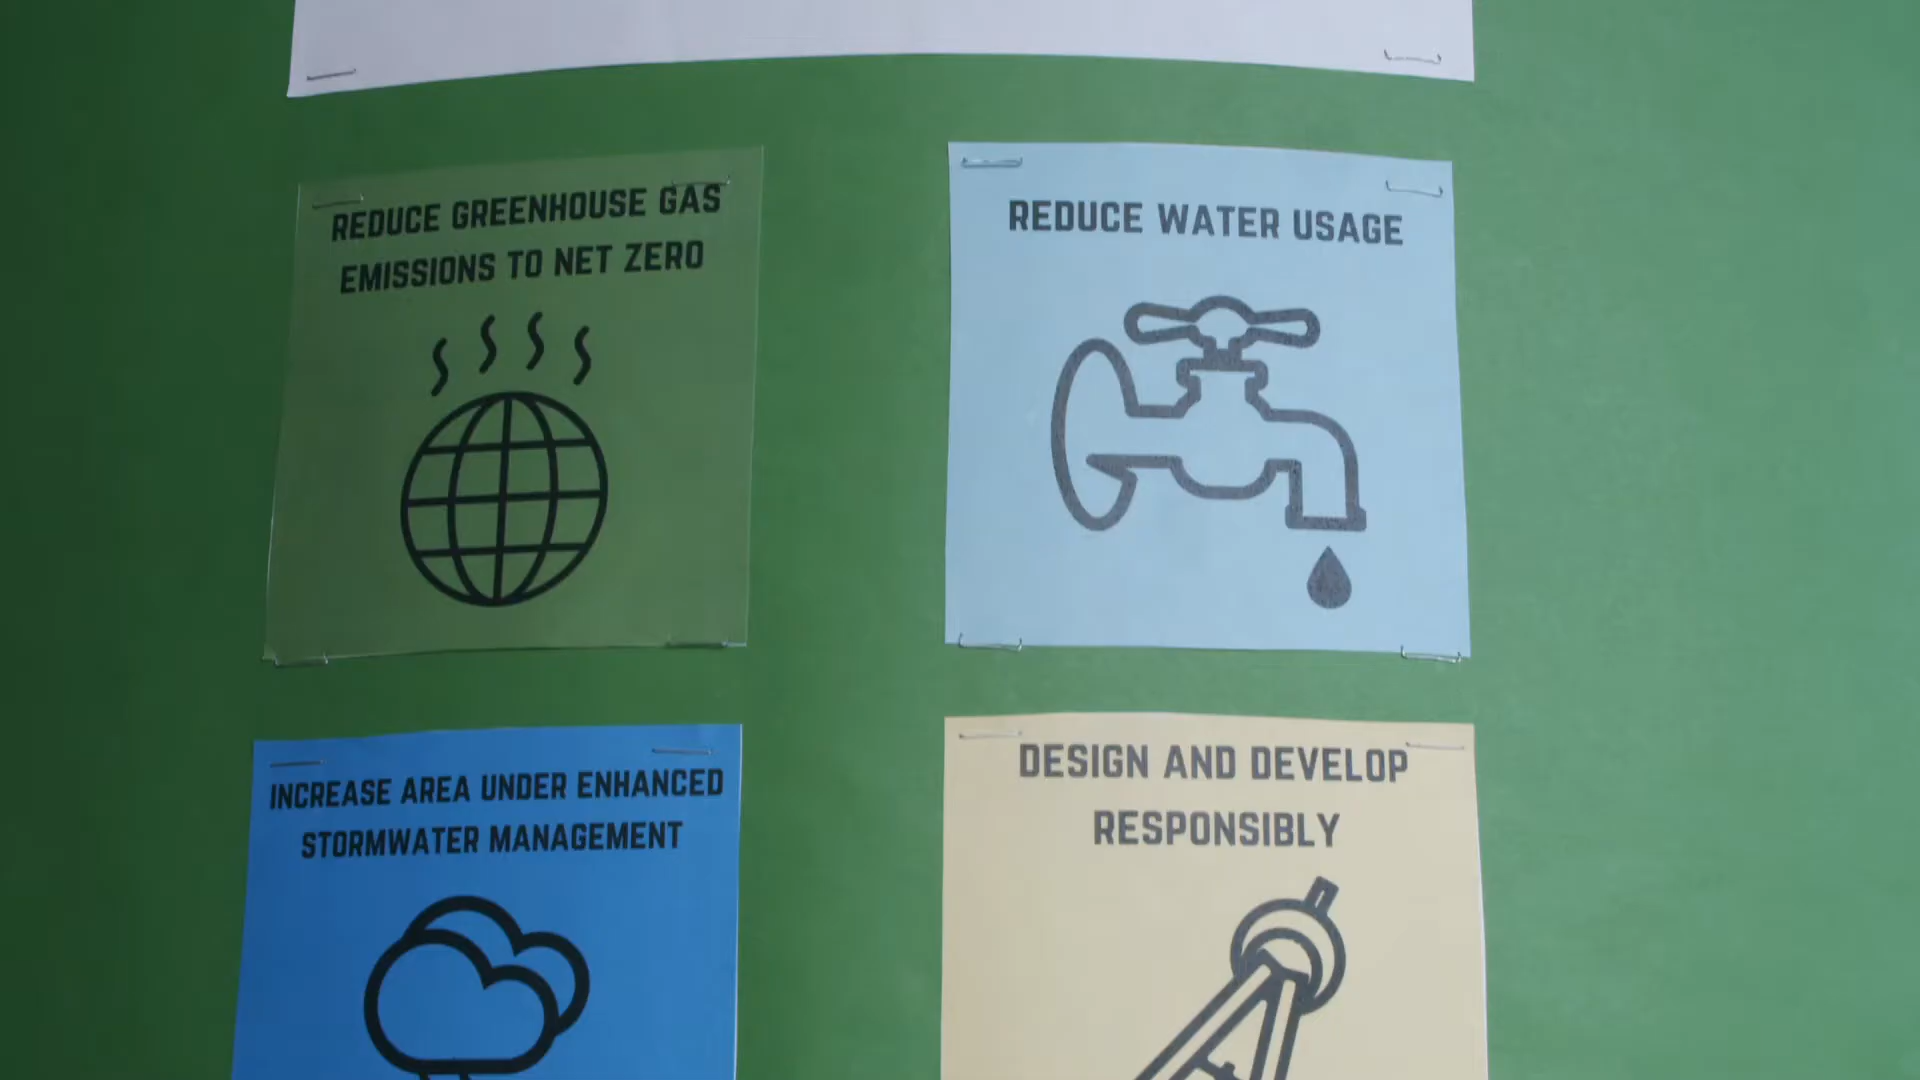 REDUCE GREENHOUSE GAS
EMISSIONS TO NET ZERO
REDUCE WATER USAGE
INCREASE AREA UNDER ENHANCED
STORMWATER MANAGEMENT
DESIGN AND DEVELOP
RESPONSIBLY